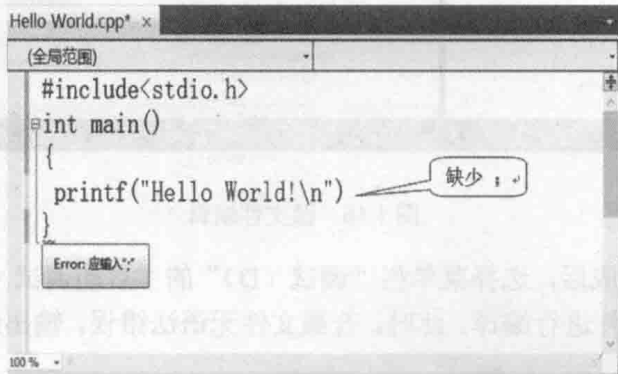 Hello World.cpp* ×
(全局范围)
#include<stdio.h>
int main()
{
printf("Hello World!\n")
缺少 ；
}
Error: 应输入";"
100 %